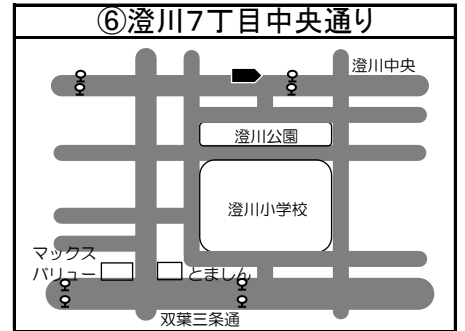 ⑥澄川7丁目中央通り
澄川中央
澄川公園
澄川小学校
マックス
バリュー
とましん
双葉三条通